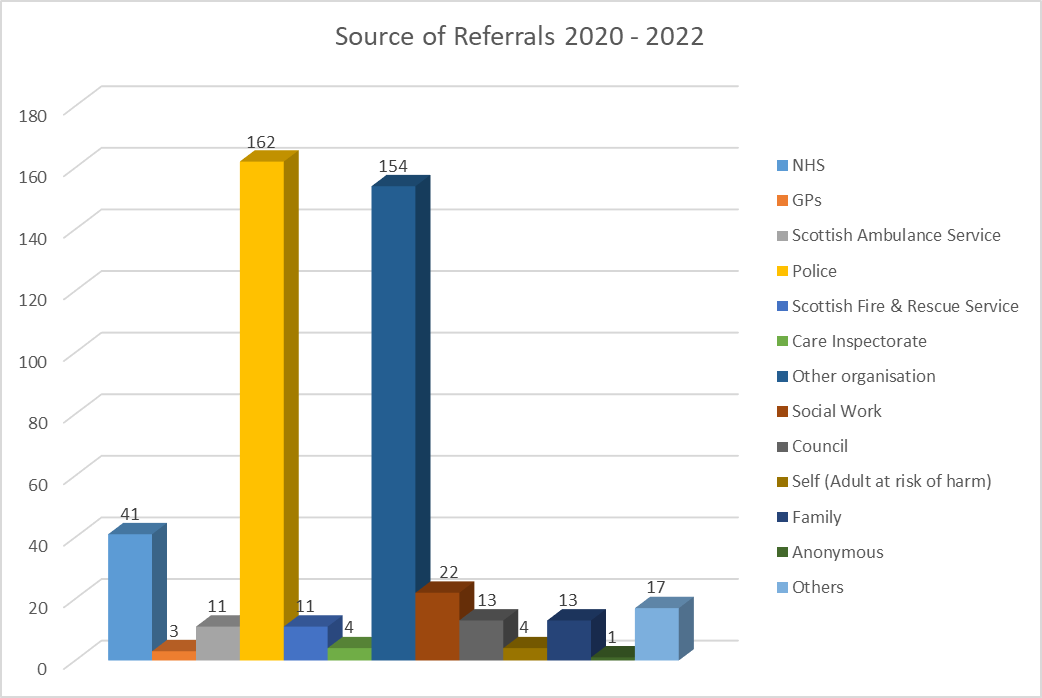 Source of Referrals 2020 - 2022
180
160
140
120
100
80
60
40
20
0
41
3
11
162
11
4
154
22
13
4
13
1
17
NHS
GPs
Scottish Ambulance Service
Police
Scottish Fire & Rescue Service
Care Inspectorate
Other organisation
Social Work
Council
Self (Adult at risk of harm)
Family
Anonymous
Others